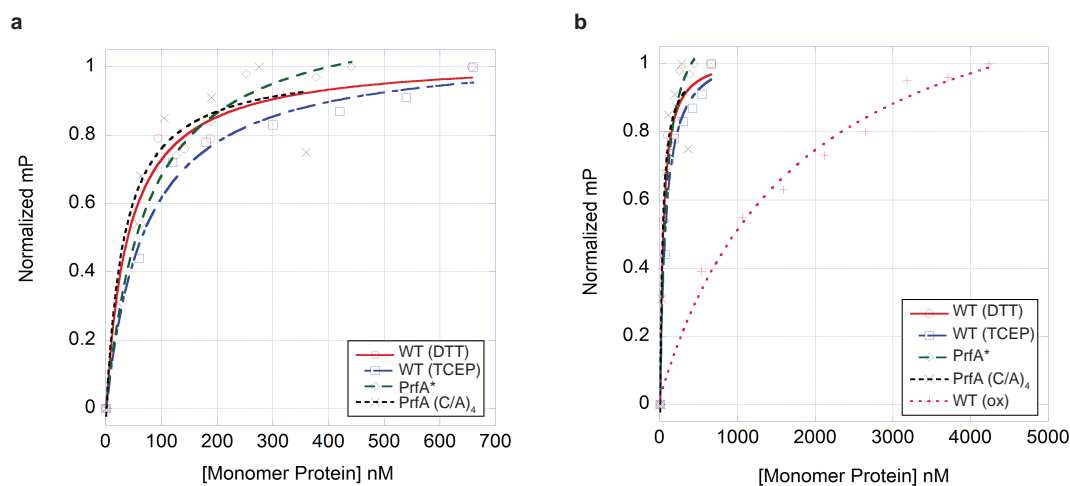 a
Normalized mP
1
0.8
0.6
0.4
0.2
0
0 100 200 300 400 500 600 700
[Monomer Protein] nM
WT (DTT)
WT (TCEP)
PrfA*
PrfA (C/A)₄
b
Normalized mP
1
0.8
0.6
0.4
0.2
0
0 1000 2000 3000 4000 5000
[Monomer Protein] nM
WT (DTT)
WT (TCEP)
PrfA*
PrfA (C/A)₄
WT (ox)